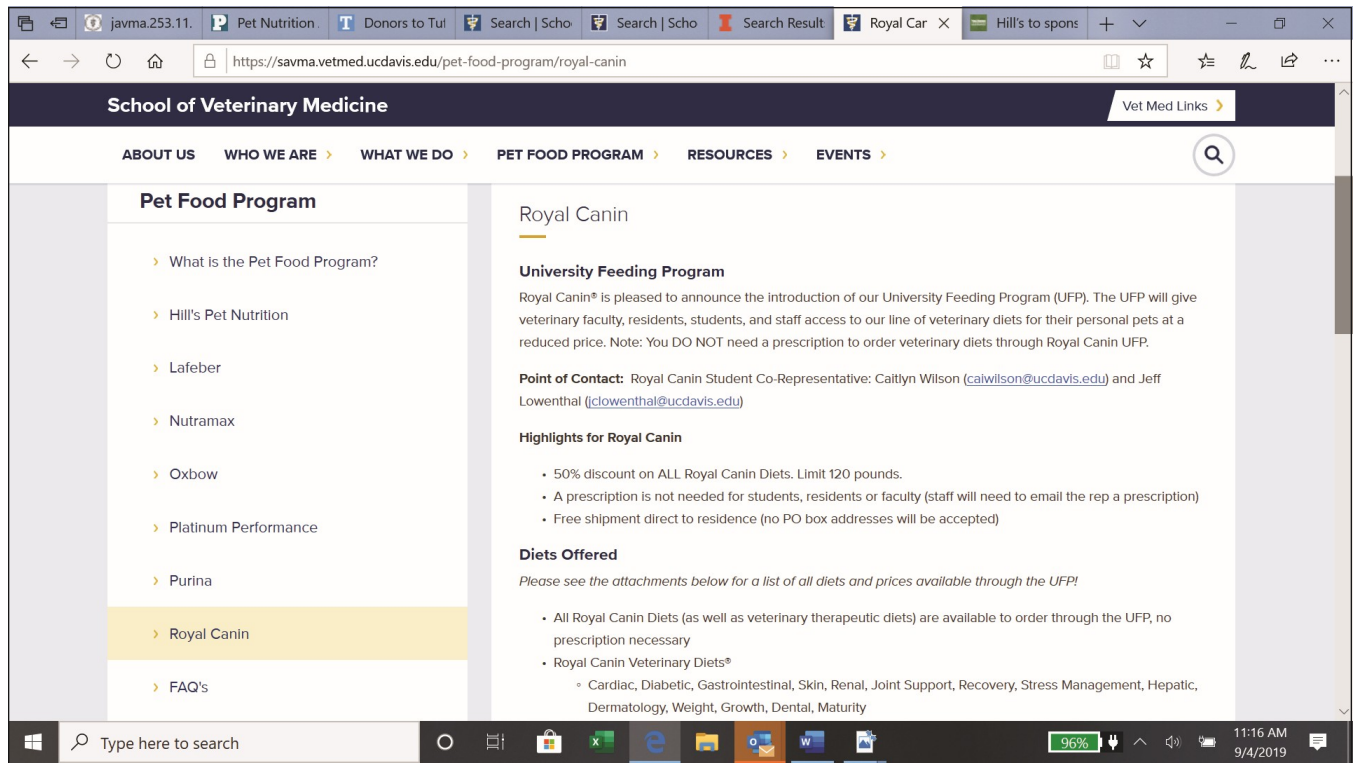 javma.253.11.
Pet Nutrition
Donors to Tuf
Search | Scho
Search | Scho
Search Result
Royal Car
Hill's to spons
https://savma.vetmed.ucdavis.edu/pet-food-program/royal-canin
School of Veterinary Medicine
Vet Med Links
ABOUT US WHO WE ARE WHAT WE DO PET FOOD PROGRAM RESOURCES EVENTS
Pet Food Program
What is the Pet Food Program?
Hill's Pet Nutrition
Lafeber
Nutramax
Oxbow
Platinum Performance
Purina
Royal Canin
FAQ's
Royal Canin
University Feeding Program
Royal Canin® is pleased to announce the introduction of our University Feeding Program (UFP). The UFP will give
veterinary faculty, residents, students, and staff access to our line of veterinary diets for their personal pets at a
reduced price. Note: You DO NOT need a prescription to order veterinary diets through Royal Canin UFP.
Point of Contact: Royal Canin Student Co-Representative: Caitlyn Wilson (caiwilson@ucdavis.edu) and Jeff
Lowenthal (jclowenthal@ucdavis.edu)
Highlights for Royal Canin
• 50% discount on ALL Royal Canin Diets. Limit 120 pounds.
• A prescription is not needed for students, residents or faculty (staff will need to email the rep a prescription)
• Free shipment direct to residence (no PO box addresses will be accepted)
Diets Offered
Please see the attachments below for a list of all diets and prices available through the UFP!
• All Royal Canin Diets (as well as veterinary therapeutic diets) are available to order through the UFP, no
prescription necessary
• Royal Canin Veterinary Diets®
◦ Cardiac, Diabetic, Gastrointestinal, Skin, Renal, Joint Support, Recovery, Stress Management, Hepatic,
Dermatology, Weight, Growth, Dental, Maturity
Type here to search
96%
11:16 AM
9/4/2019